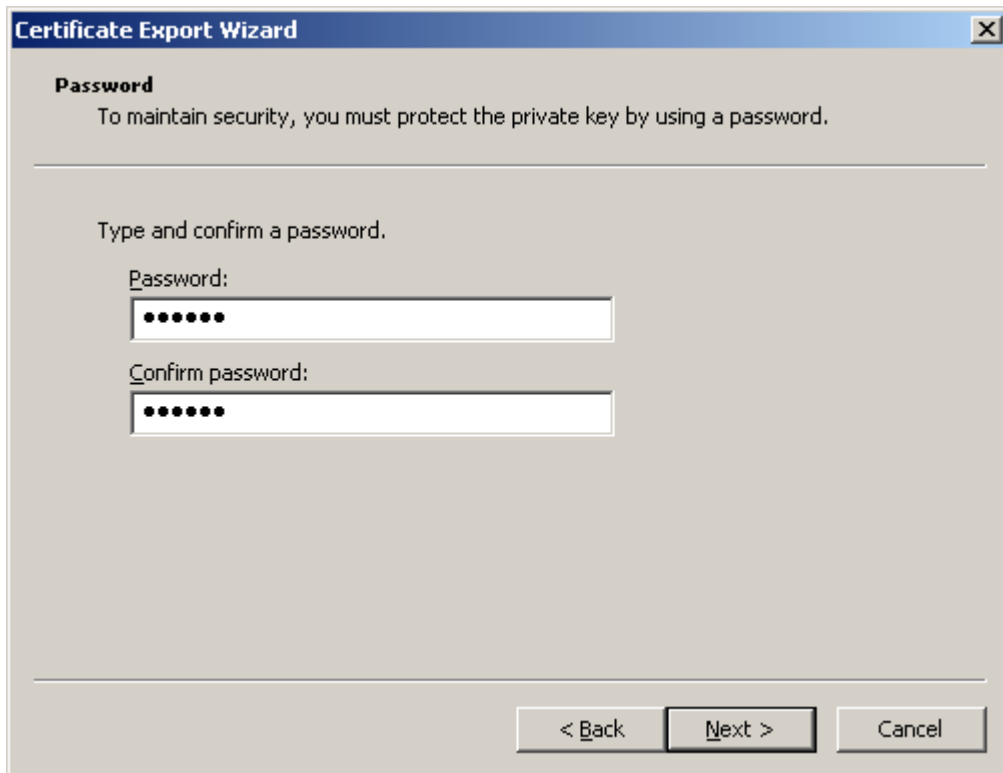 Certificate Export Wizard
Password
To maintain security, you must protect the private key by using a password.
Type and confirm a password.
Password:
••••••
Confirm password:
••••••
< Back
Next >
Cancel